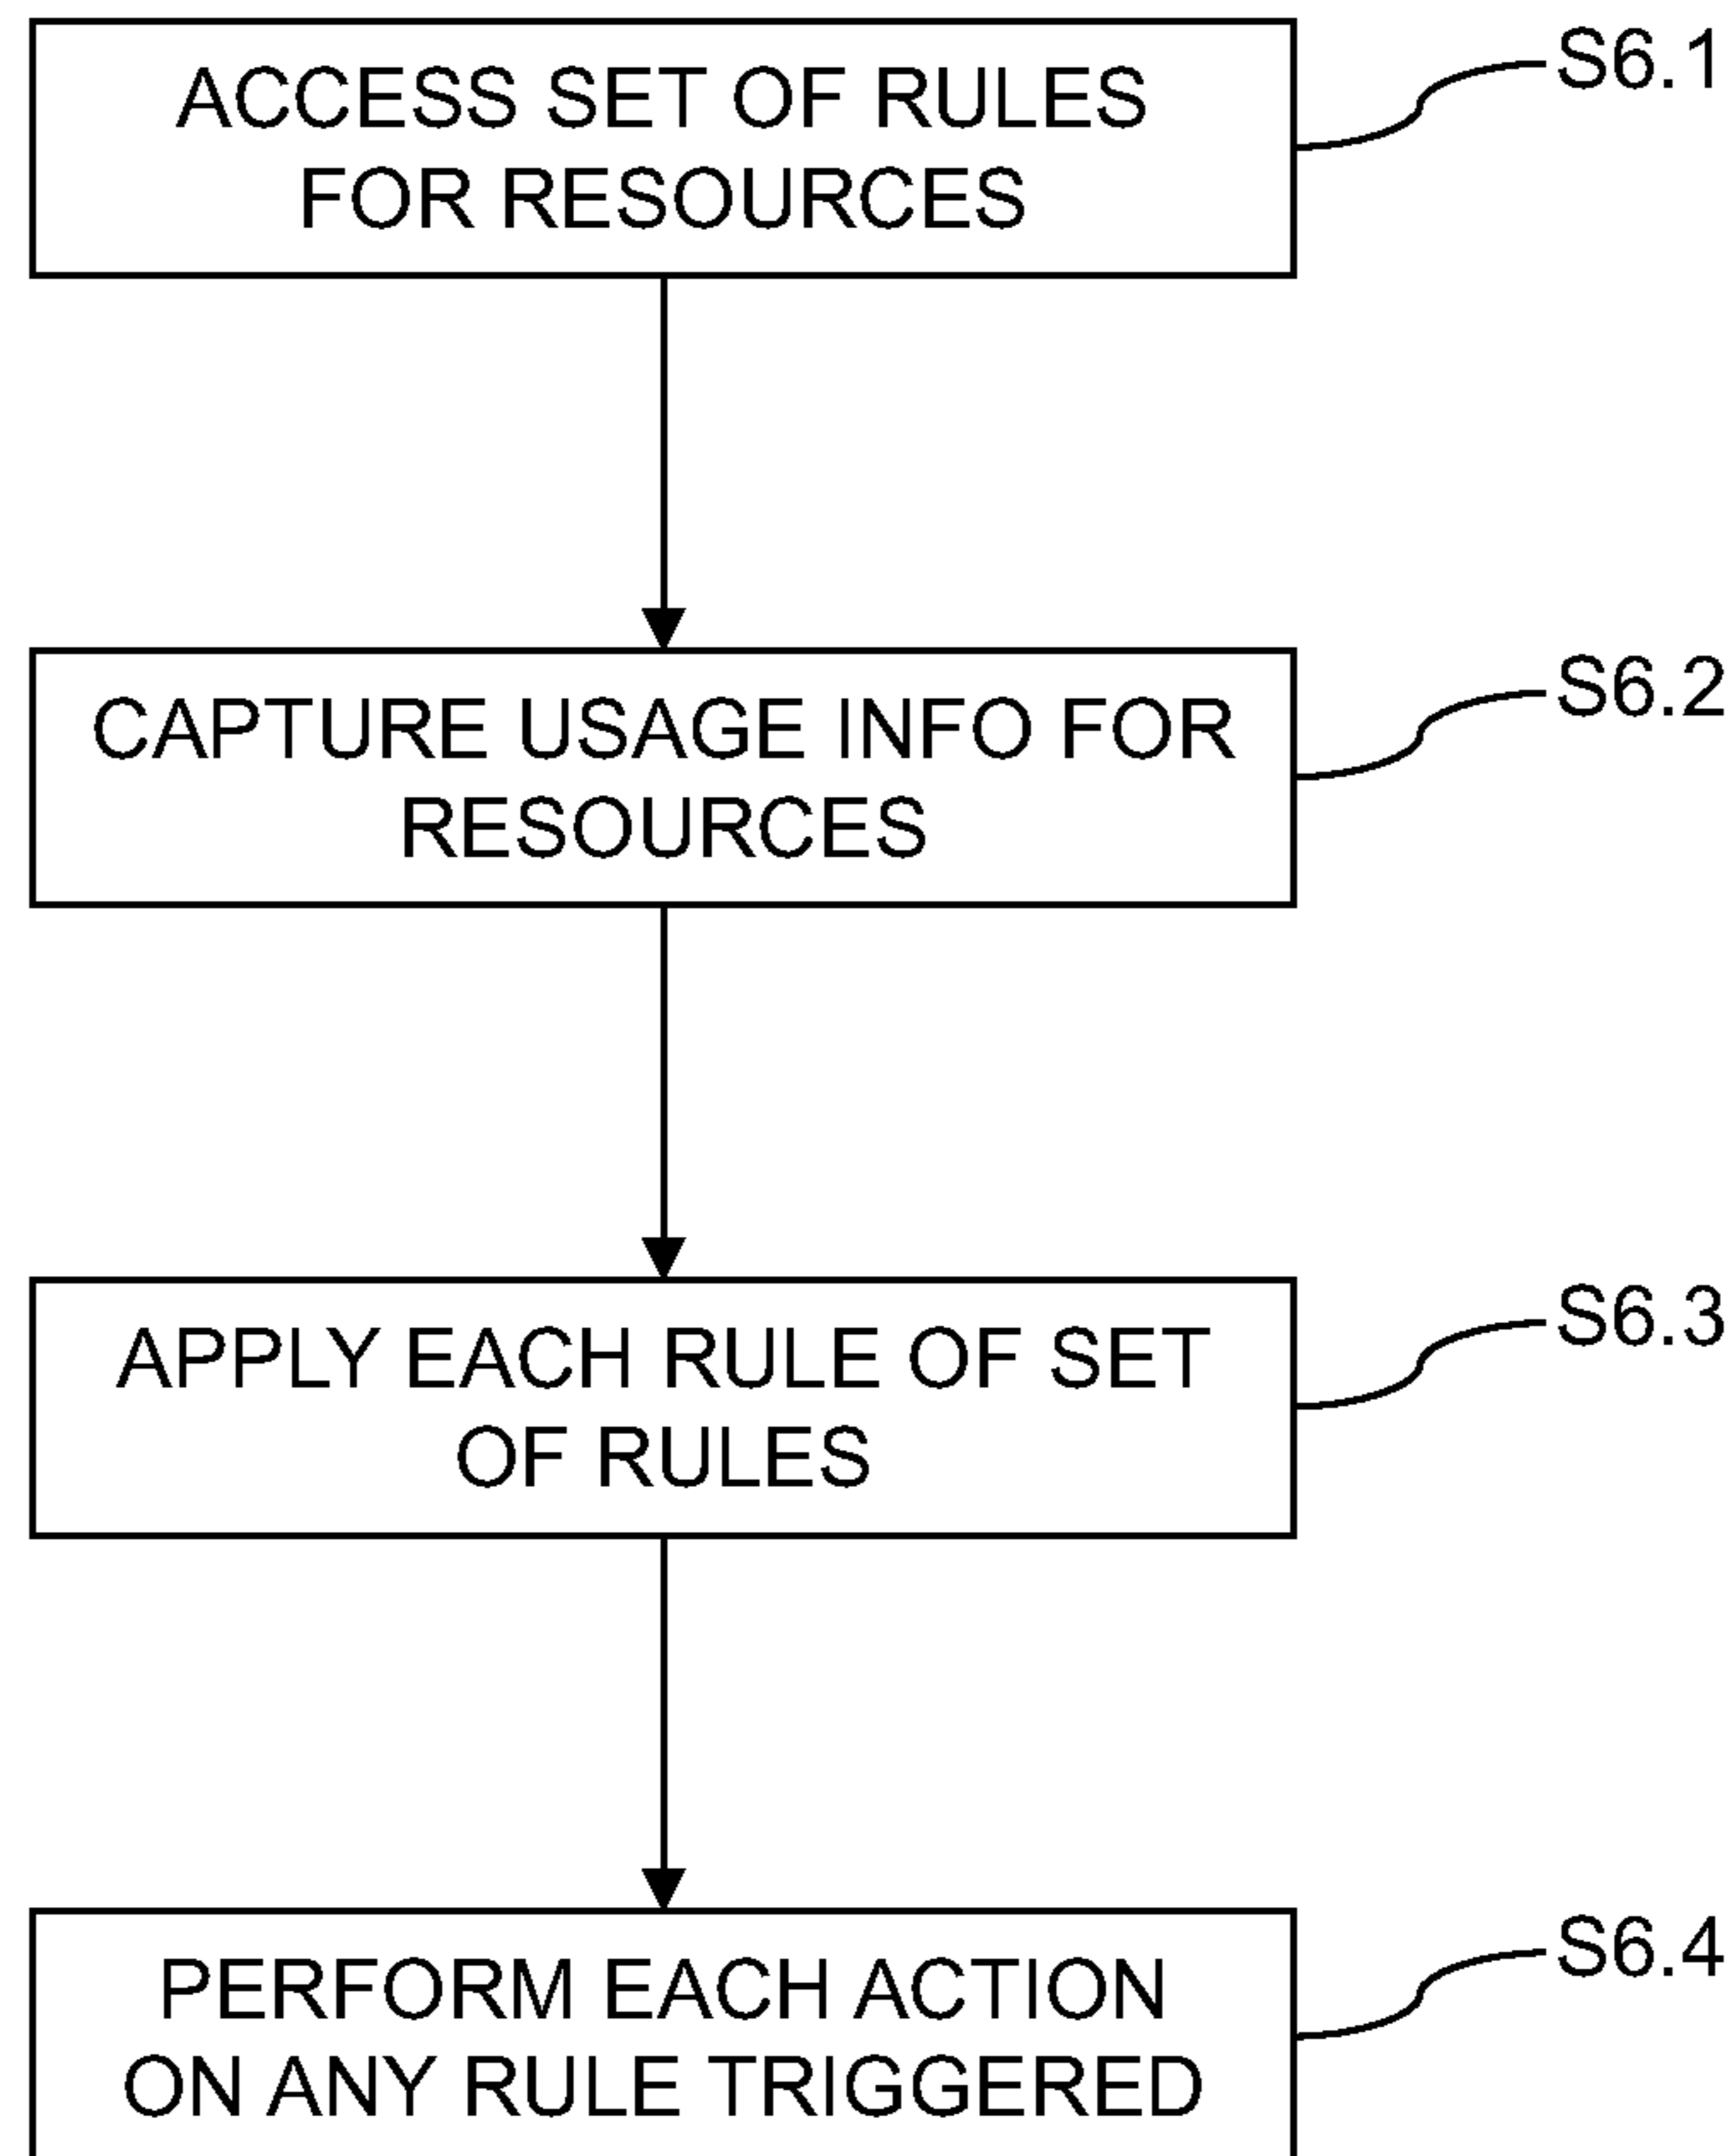 ACCESS SET OF RULES
FOR RESOURCES
S6.1
CAPTURE USAGE INFO FOR
RESOURCES
S6.2
APPLY EACH RULE OF SET
OF RULES
S6.3
PERFORM EACH ACTION
ON ANY RULE TRIGGERED
S6.4